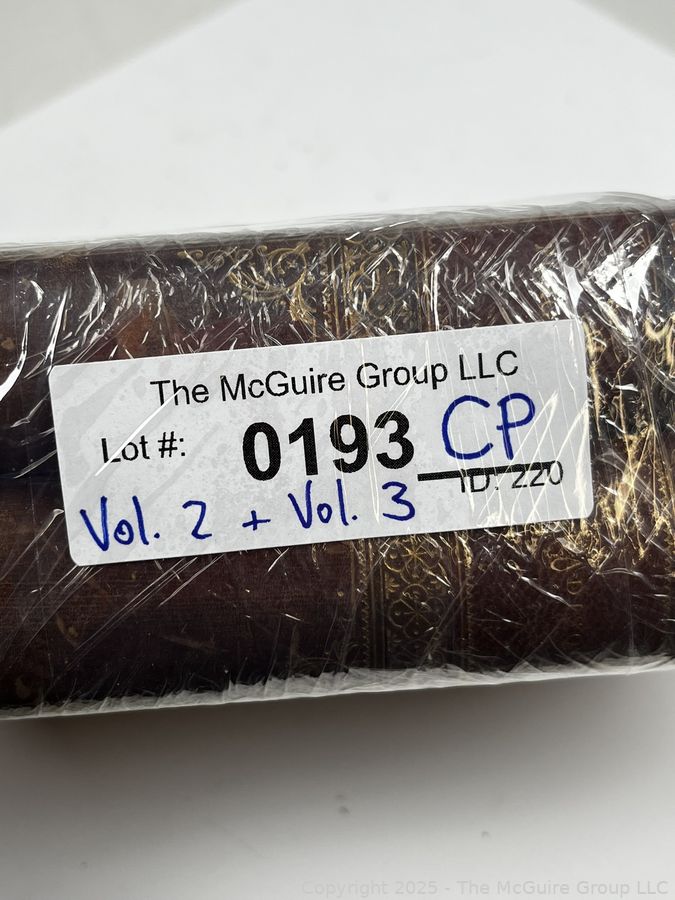 The McGuire Group LLC
Lot #: 0193 CP
ID: 220
Vol. 2 + Vol. 3
Copyright 2025 - The McGuire Group LLC